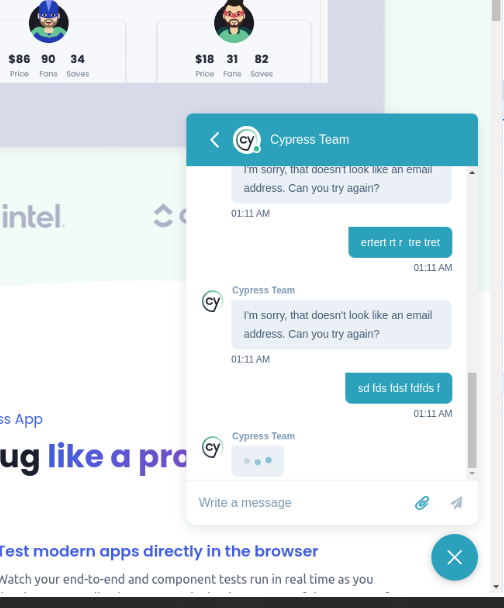 $86 90 34
Price Fans Saves
$18 31 82
Price Fans Saves
cy Cypress Team
I'm sorry, that doesn't look like an email
address. Can you try again?
01:11 AM
intel.
ertert rt r tre tret
01:11 AM
Cypress Team
cy
I'm sorry, that doesn't look like an email
address. Can you try again?
01:11 AM
sd fds fdsf fdfds f
01:11 AM
ss App
Cypress Team
cy
ug like a pro
Write a message
Test modern apps directly in the browser
Watch your end-to-end and component tests run in real time as you